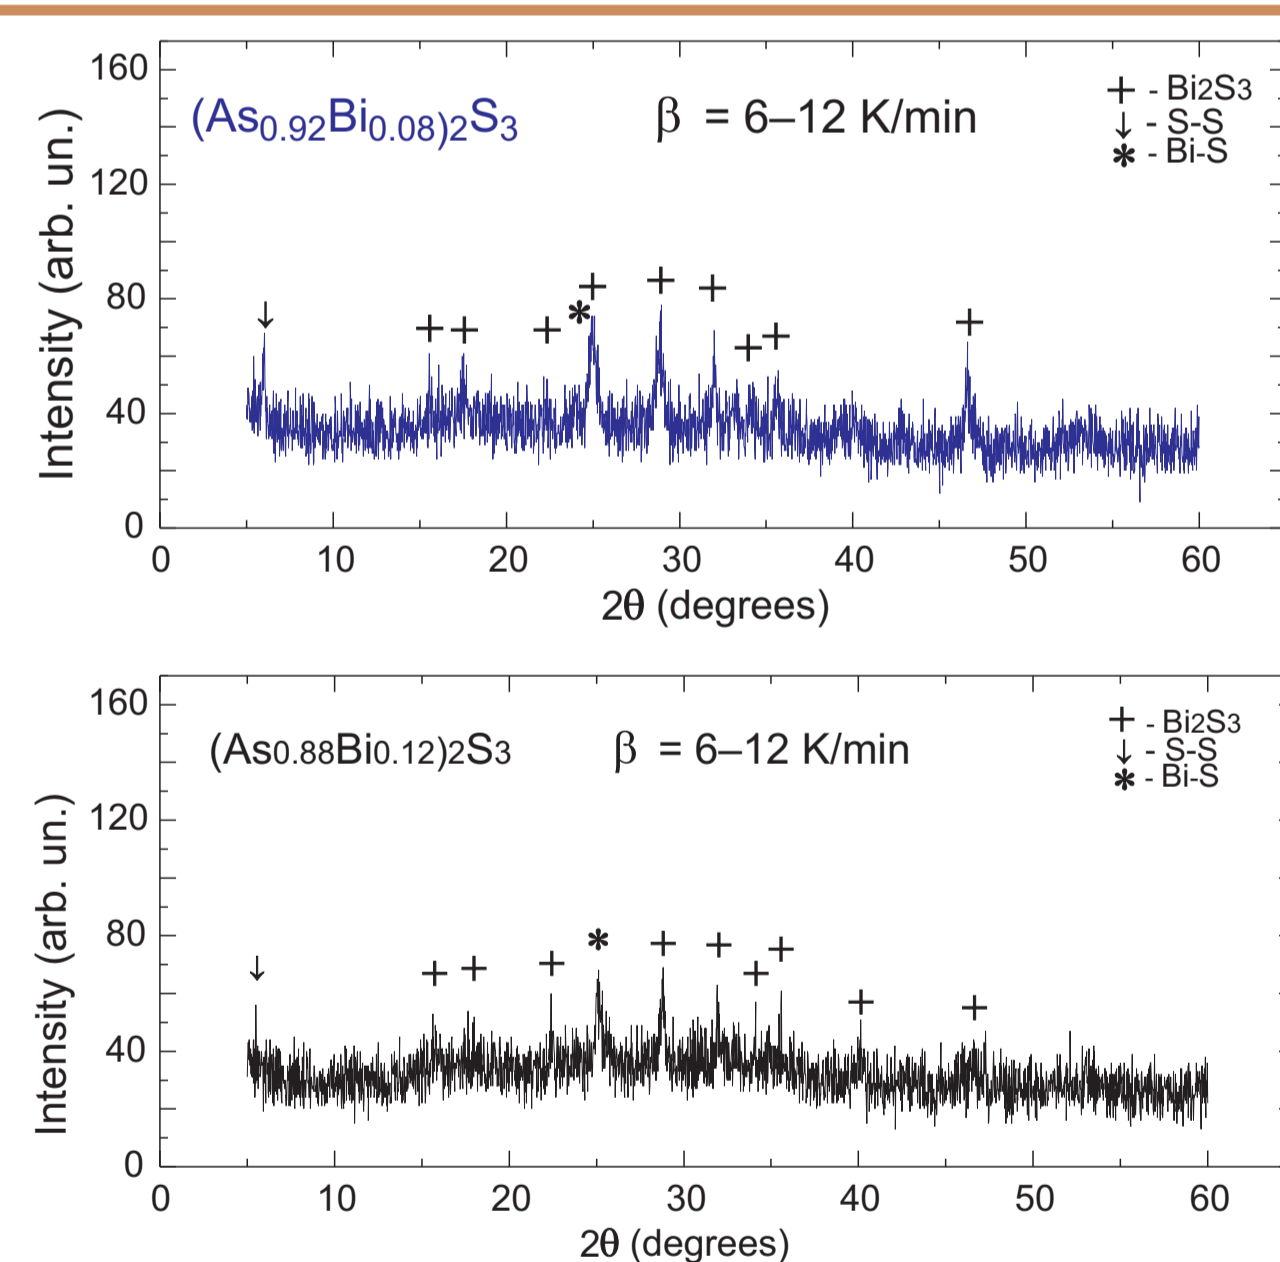 (As0.92Bi0.08)2S3 β = 6–12 K/min
+ - Bi2S3
↓ - S-S
* - Bi-S
Intensity (arb. un.)
160
120
80
40
0
0 10 20 30 40 50 60
2θ (degrees)
(As0.88Bi0.12)2S3 β = 6–12 K/min
+ - Bi2S3
↓ - S-S
* - Bi-S
Intensity (arb. un.)
160
120
80
40
0
0 10 20 30 40 50 60
2θ (degrees)